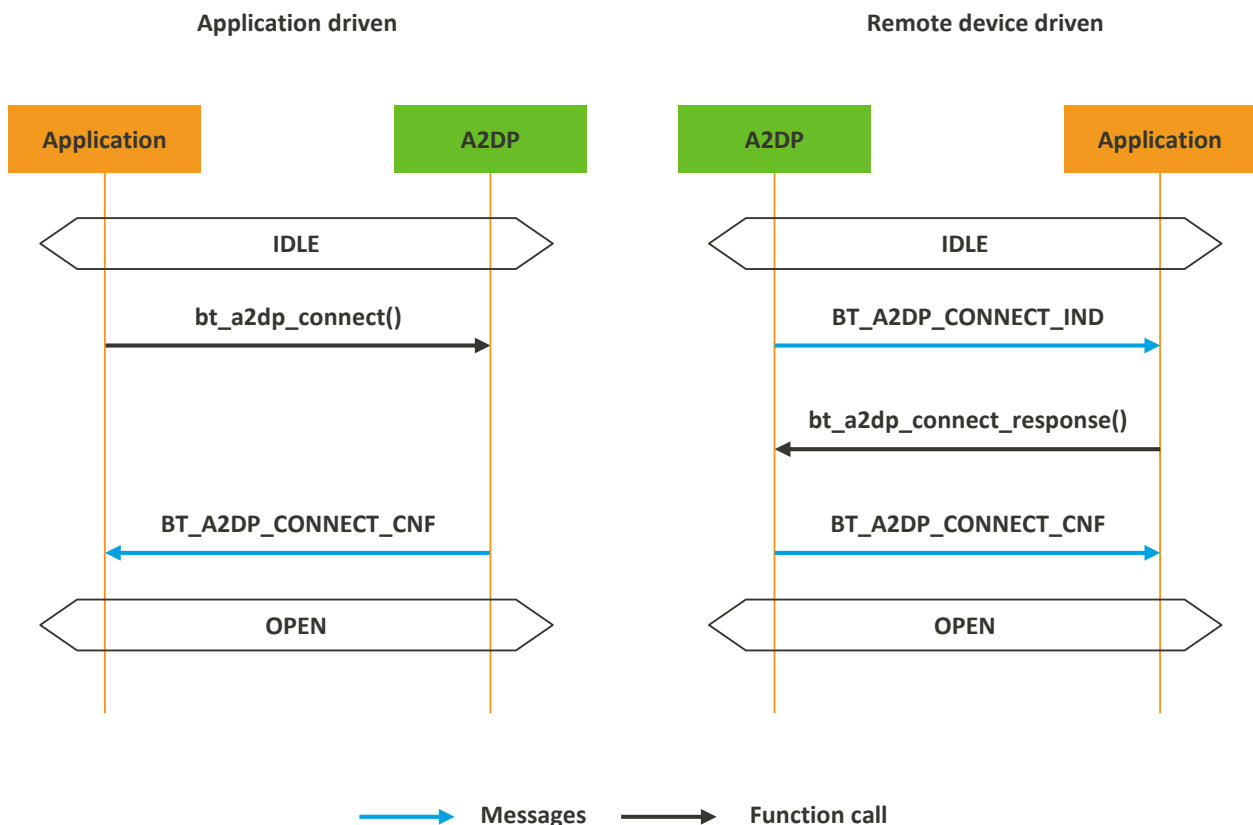 Application driven
Remote device driven
Application
A2DP
A2DP
Application
IDLE
IDLE
bt_a2dp_connect()
BT_A2DP_CONNECT_IND
bt_a2dp_connect_response()
BT_A2DP_CONNECT_CNF
BT_A2DP_CONNECT_CNF
OPEN
OPEN
Messages
Function call